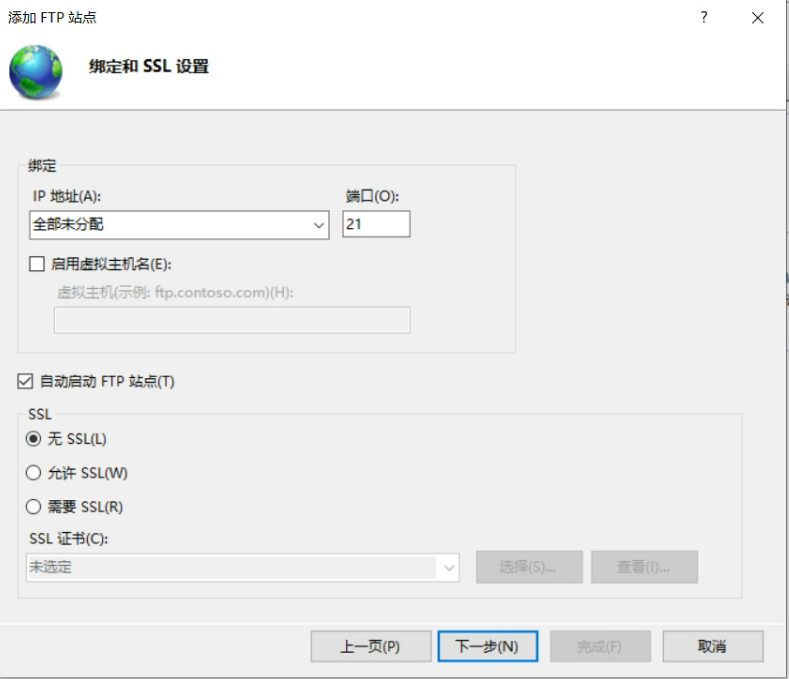 添加 FTP 站点
?
绑定和 SSL 设置
绑定
IP 地址(A): 端口(O):
全部未分配 21
启用虚拟主机名(E):
虚拟主机(示例: ftp.contoso.com)(H):
自动启动 FTP 站点(T)
SSL
无 SSL(L)
允许 SSL(W)
需要 SSL(R)
SSL 证书(C):
未选定 选择(S)... 查看(I)...
上一页(P) 下一步(N) 完成(F) 取消